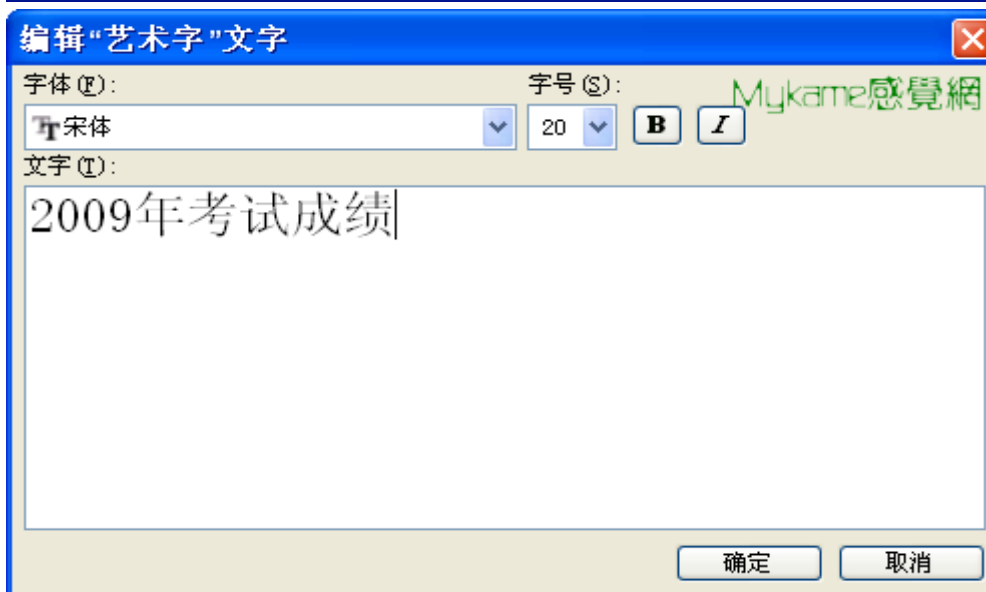 编辑“艺术字”文字
字体(F): 字号(S): Mykame感覺網
宋体 20 B I
文字(T):
2009年考试成绩
确定 取消